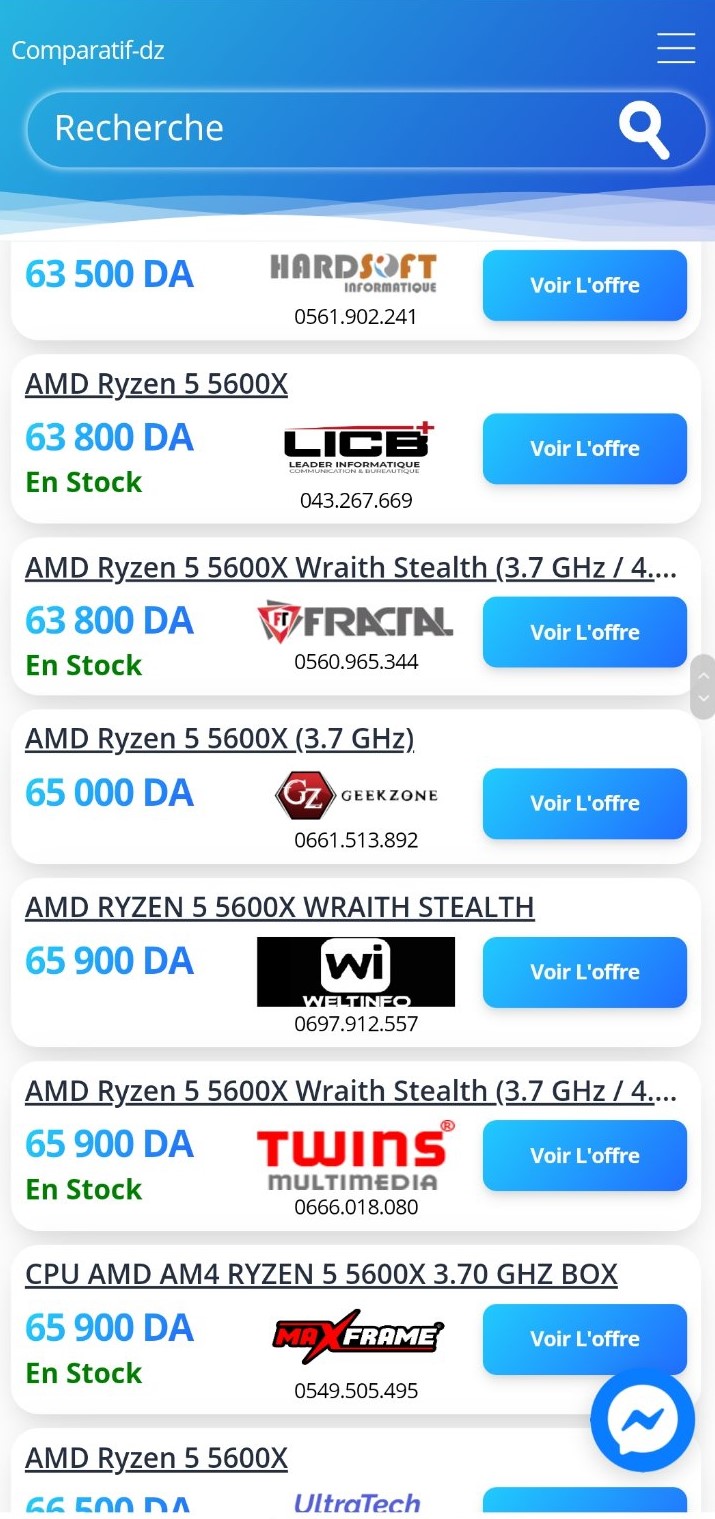 Comparatif-dz
Recherche
63 500 DA
HARDSOFT
INFORMATIQUE
0561.902.241
Voir L'offre
AMD Ryzen 5 5600X
63 800 DA
En Stock
LICB+
LEADER INFORMATIQUE
COMMUNICATION & BUREAUTIQUE
043.267.669
Voir L'offre
AMD Ryzen 5 5600X Wraith Stealth (3.7 GHz / 4....
63 800 DA
En Stock
FT FRACTAL
0560.965.344
Voir L'offre
AMD Ryzen 5 5600X (3.7 GHz)
65 000 DA
GZ GEEKZONE
0661.513.892
Voir L'offre
AMD RYZEN 5 5600X WRAITH STEALTH
65 900 DA
Wi
WELTINFO
0697.912.557
Voir L'offre
AMD Ryzen 5 5600X Wraith Stealth (3.7 GHz / 4....
65 900 DA
En Stock
TWINS®
MULTIMEDIA
0666.018.080
Voir L'offre
CPU AMD AM4 RYZEN 5 5600X 3.70 GHZ BOX
65 900 DA
En Stock
MAXFRAME
0549.505.495
Voir L'offre
AMD Ryzen 5 5600X
66 500 DA
UltraTech